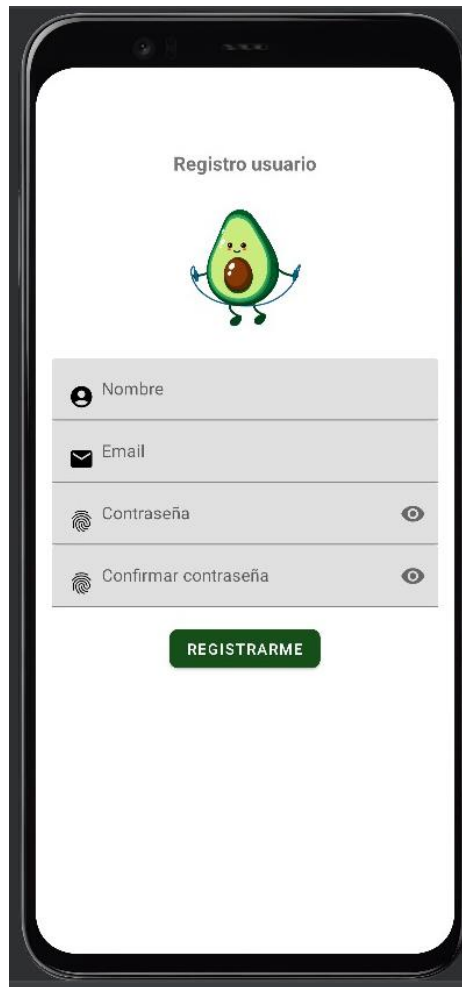 Registro usuario
Nombre
Email
Contraseña
Confirmar contraseña
REGISTRARME